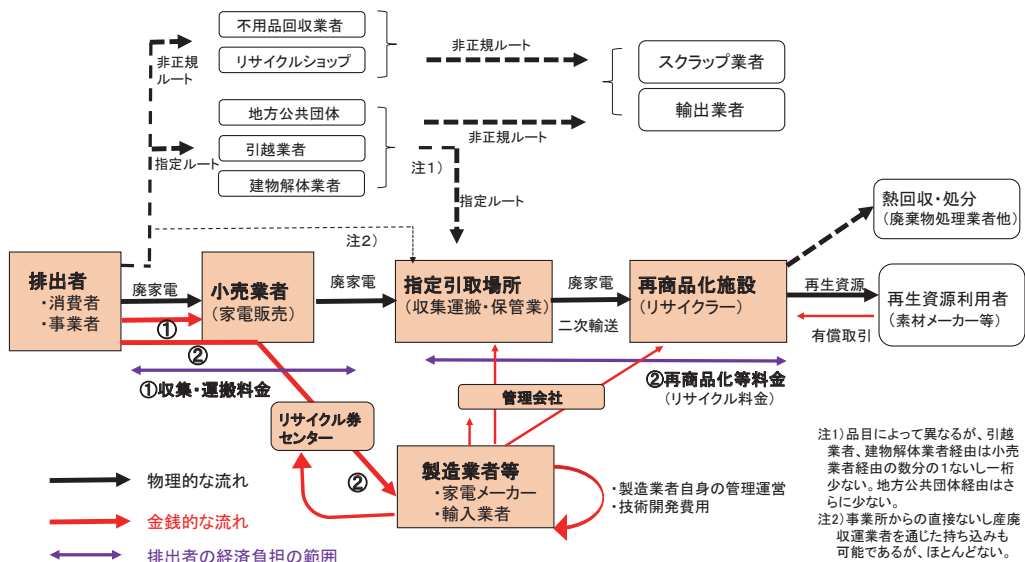 不用品回収業者
リサイクルショップ
非正規
ルート
非正規ルート
スクラップ業者
輸出業者
地方公共団体
引越業者
建物解体業者
指定ルート
非正規ルート
注1)
指定ルート
注2)
熱回収・処分
(廃棄物処理業者他)
排出者
・消費者
・事業者
廃家電
①
②
小売業者
(家電販売)
廃家電
指定引取場所
(収集運搬・保管業)
廃家電
二次輸送
再商品化施設
(リサイクラー)
再生資源
有償取引
再生資源利用者
(素材メーカー等)
①収集・運搬料金
②再商品化等料金
(リサイクル料金)
管理会社
リサイクル券
センター
②
製造業者等
・家電メーカー
・輸入業者
・製造業者自身の管理運営
・技術開発費用
物理的な流れ
金銭的な流れ
排出者の経済負担の範囲
注1)品目によって異なるが、引越
業者、建物解体業者経由は小売
業者経由の数分の1ないし一桁
少ない。地方公共団体経由はさ
らに少ない。
注2)事業所からの直接ないし産廃
収運業者を通じた持ち込みも
可能であるが、ほとんどない。